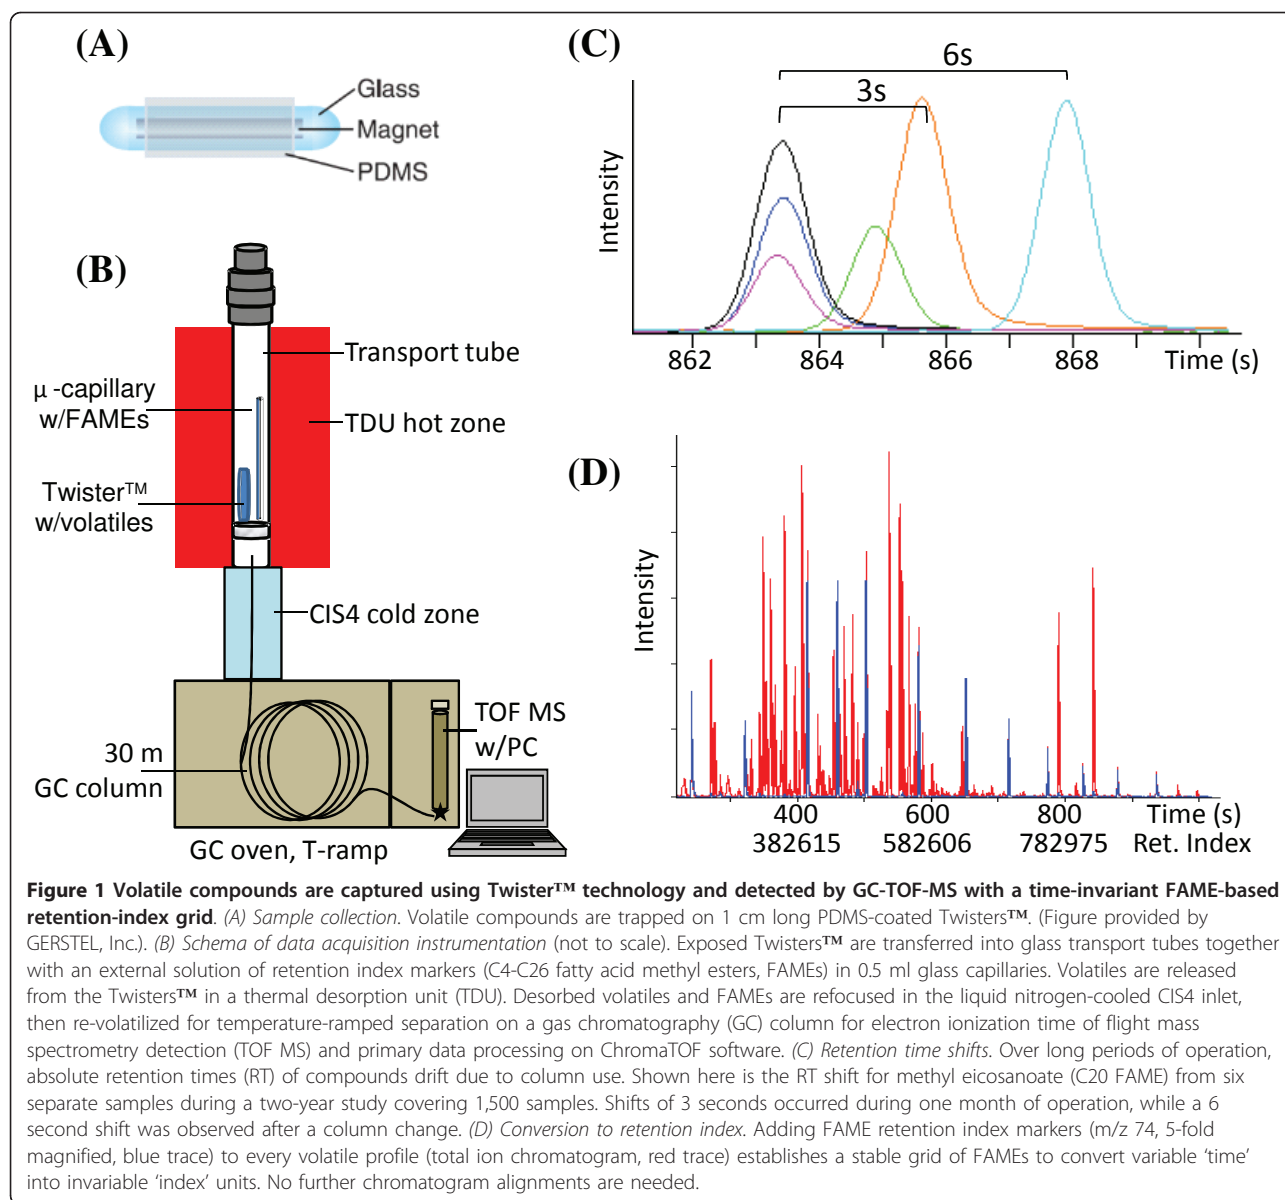 (A)
Glass
Magnet
PDMS
(B)
Transport tube
μ -capillary
w/FAMEs
TDU hot zone
Twister™
w/volatiles
CIS4 cold zone
30 m
GC column
TOF MS
w/PC
GC oven, T-ramp
(C)
6s
3s
Intensity
862 864 866 868 Time (s)
(D)
Intensity
400 600 800 Time (s)
382615 582606 782975 Ret. Index
Figure 1 Volatile compounds are captured using Twister™ technology and detected by GC-TOF-MS with a time-invariant FAME-based
retention-index grid. (A) Sample collection. Volatile compounds are trapped on 1 cm long PDMS-coated Twisters™. (Figure provided by
GERSTEL, Inc.). (B) Schema of data acquisition instrumentation (not to scale). Exposed Twisters™ are transferred into glass transport tubes together
with an external solution of retention index markers (C4-C26 fatty acid methyl esters, FAMEs) in 0.5 ml glass capillaries. Volatiles are released
from the Twisters™ in a thermal desorption unit (TDU). Desorbed volatiles and FAMEs are refocused in the liquid nitrogen-cooled CIS4 inlet,
then re-volatilized for temperature-ramped separation on a gas chromatography (GC) column for electron ionization time of flight mass
spectrometry detection (TOF MS) and primary data processing on ChromaTOF software. (C) Retention time shifts. Over long periods of operation,
absolute retention times (RT) of compounds drift due to column use. Shown here is the RT shift for methyl eicosanoate (C20 FAME) from six
separate samples during a two-year study covering 1,500 samples. Shifts of 3 seconds occurred during one month of operation, while a 6
second shift was observed after a column change. (D) Conversion to retention index. Adding FAME retention index markers (m/z 74, 5-fold
magnified, blue trace) to every volatile profile (total ion chromatogram, red trace) establishes a stable grid of FAMEs to convert variable ‘time’
into invariable ‘index’ units. No further chromatogram alignments are needed.